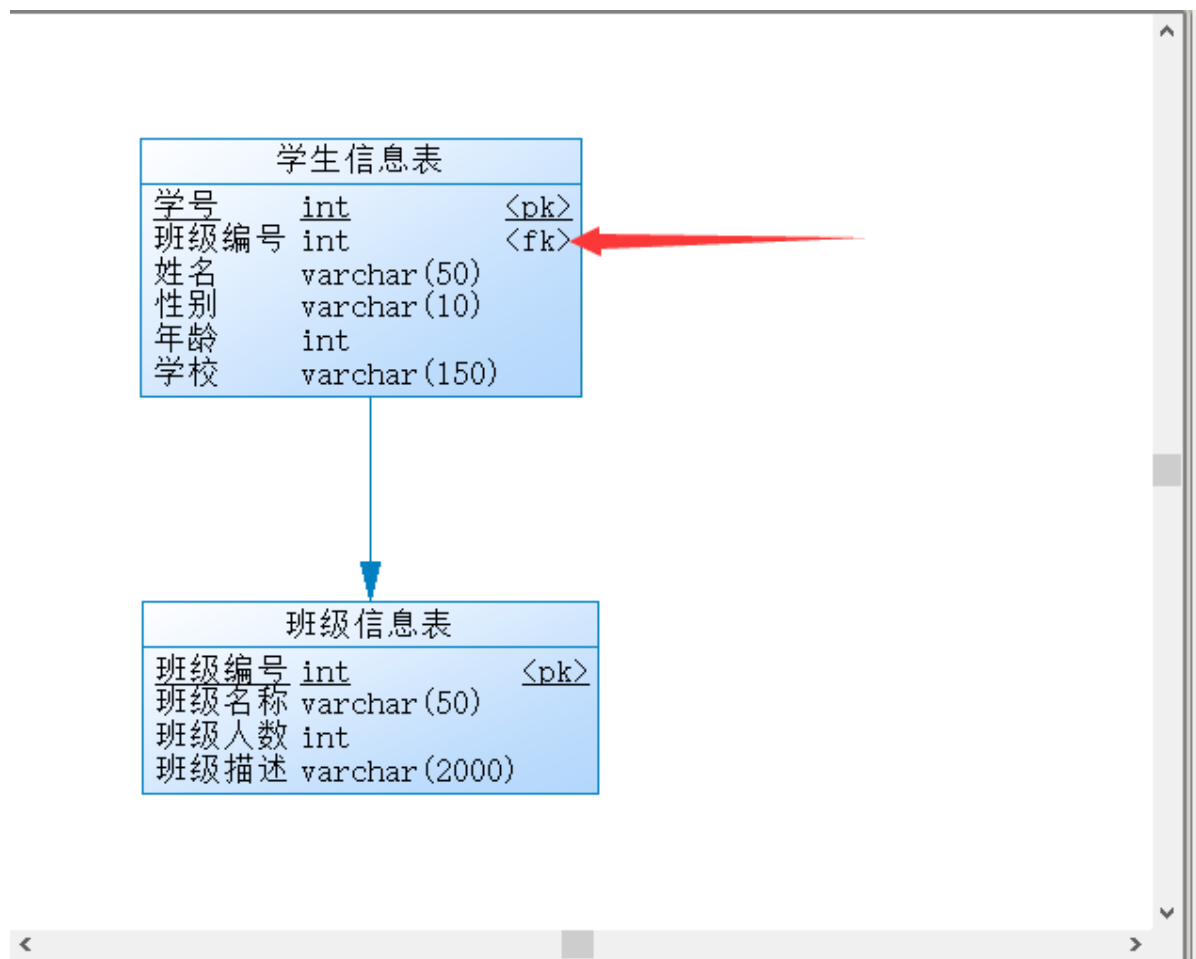 学生信息表
学号 int <pk>
班级编号 int <fk>
姓名 varchar(50)
性别 varchar(10)
年龄 int
学校 varchar(150)
班级信息表
班级编号 int <pk>
班级名称 varchar(50)
班级人数 int
班级描述 varchar(2000)